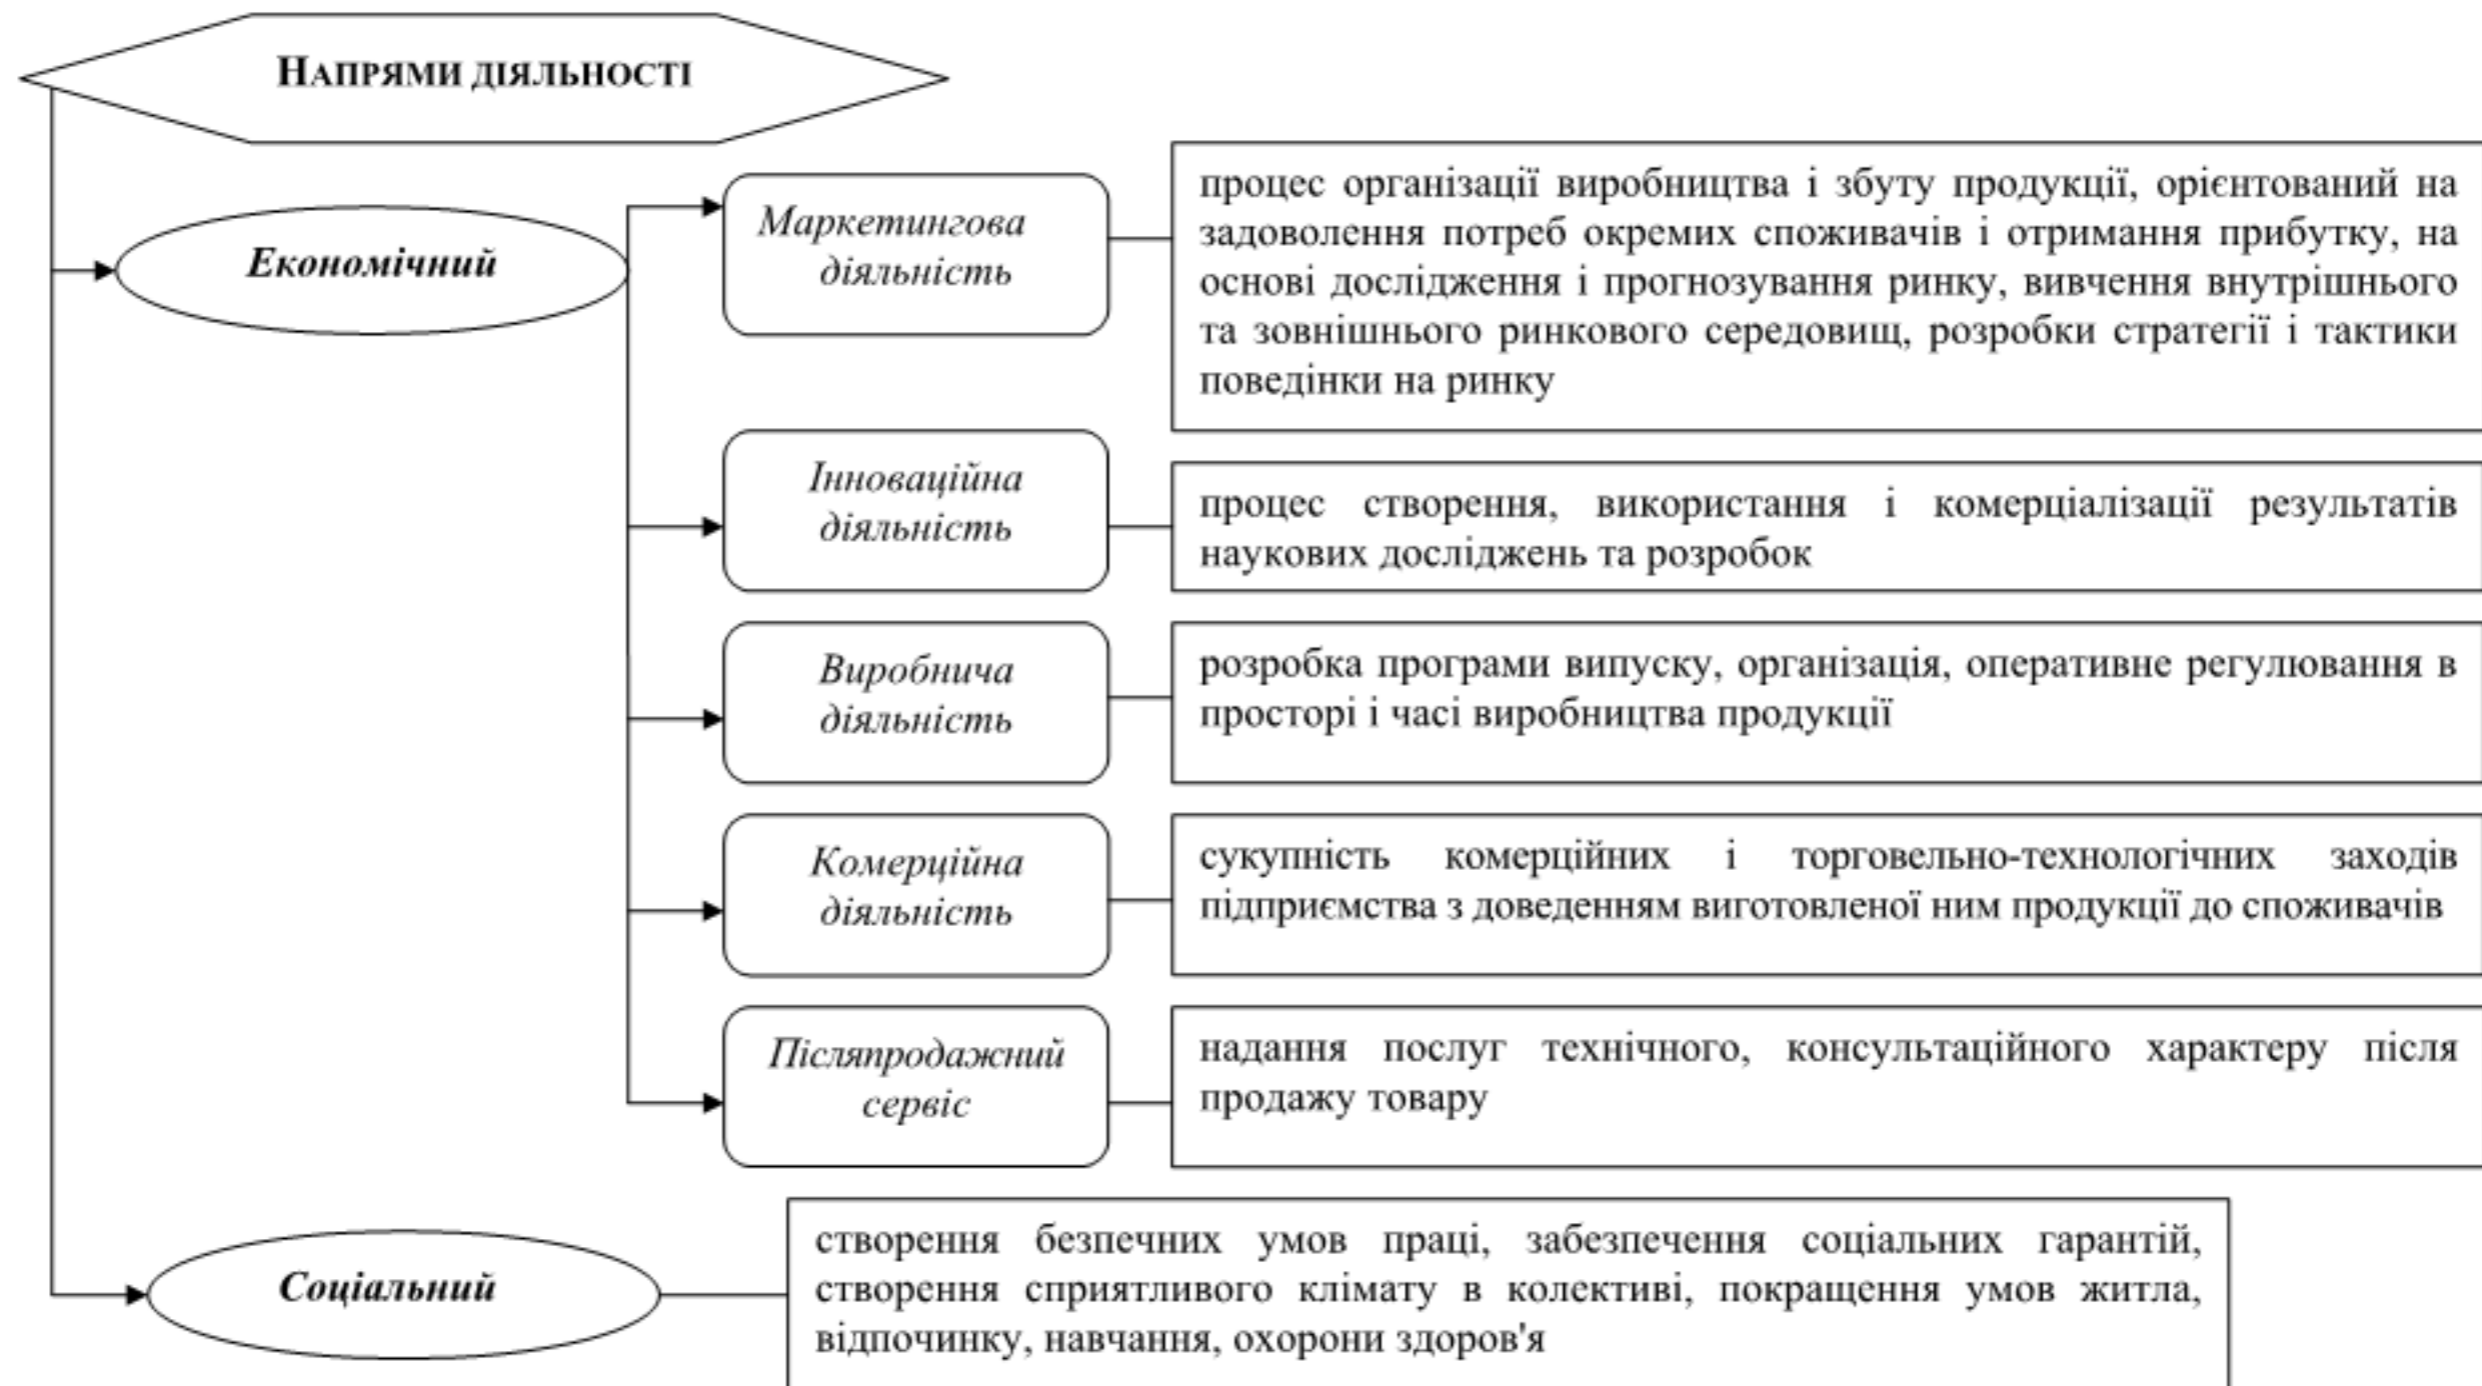 НАПРЯМИ ДІЯЛЬНОСТІ
Економічний
Маркетингова
діяльність
процес організації виробництва і збуту продукції, орієнтований на
задоволення потреб окремих споживачів і отримання прибутку, на
основі дослідження і прогнозування ринку, вивчення внутрішнього
та зовнішнього ринкового середовищ, розробки стратегії і тактики
поведінки на ринку
Інноваційна
діяльність
процес створення, використання і комерціалізації результатів
наукових досліджень та розробок
Виробнича
діяльність
розробка програми випуску, організація, оперативне регулювання в
просторі і часі виробництва продукції
Комерційна
діяльність
сукупність комерційних і торговельно-технологічних заходів
підприємства з доведенням виготовленої ним продукції до споживачів
Післяпродажний
сервіс
надання послуг технічного, консультаційного характеру після
продажу товару
Соціальний
створення безпечних умов праці, забезпечення соціальних гарантій,
створення сприятливого клімату в колективі, покращення умов житла,
відпочинку, навчання, охорони здоров'я